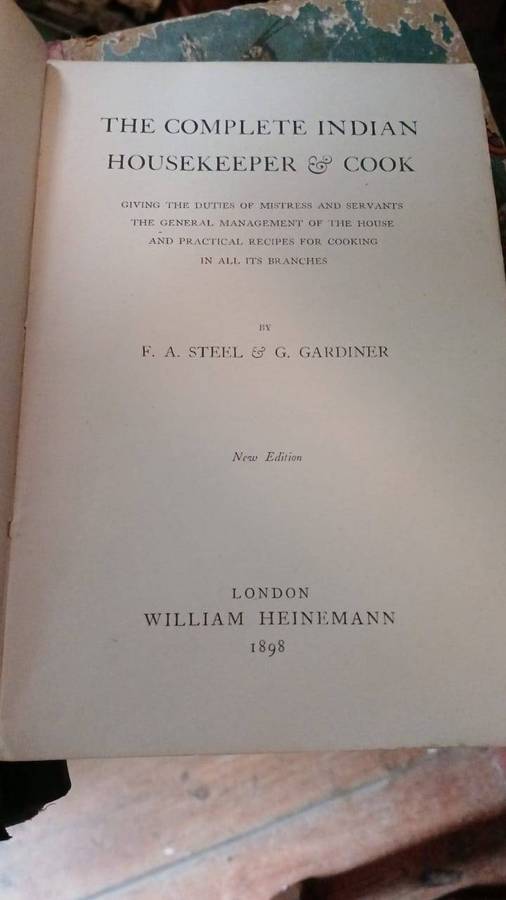 THE COMPLETE INDIAN
HOUSEKEEPER & COOK
GIVING THE DUTIES OF MISTRESS AND SERVANTS
THE GENERAL MANAGEMENT OF THE HOUSE
AND PRACTICAL RECIPES FOR COOKING
IN ALL ITS BRANCHES
BY
F. A. STEEL & G. GARDINER
New Edition
LONDON
WILLIAM HEINEMANN
1898